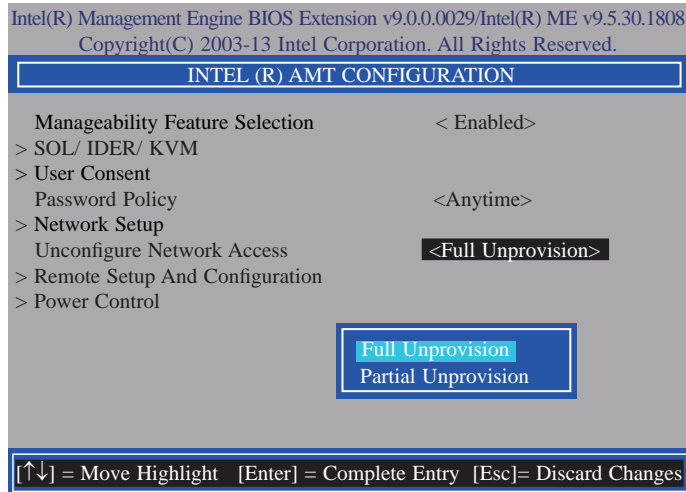 Intel(R) Management Engine BIOS Extension v9.0.0.0029/Intel(R) ME v9.5.30.1808
Copyright(C) 2003-13 Intel Corporation. All Rights Reserved.
INTEL (R) AMT CONFIGURATION
Manageability Feature Selection < Enabled>
> SOL/ IDER/ KVM
> User Consent
Password Policy <Anytime>
> Network Setup
Unconfigure Network Access <Full Unprovision>
> Remote Setup And Configuration
> Power Control
Full Unprovision
Partial Unprovision
[↑↓] = Move Highlight [Enter] = Complete Entry [Esc]= Discard Changes